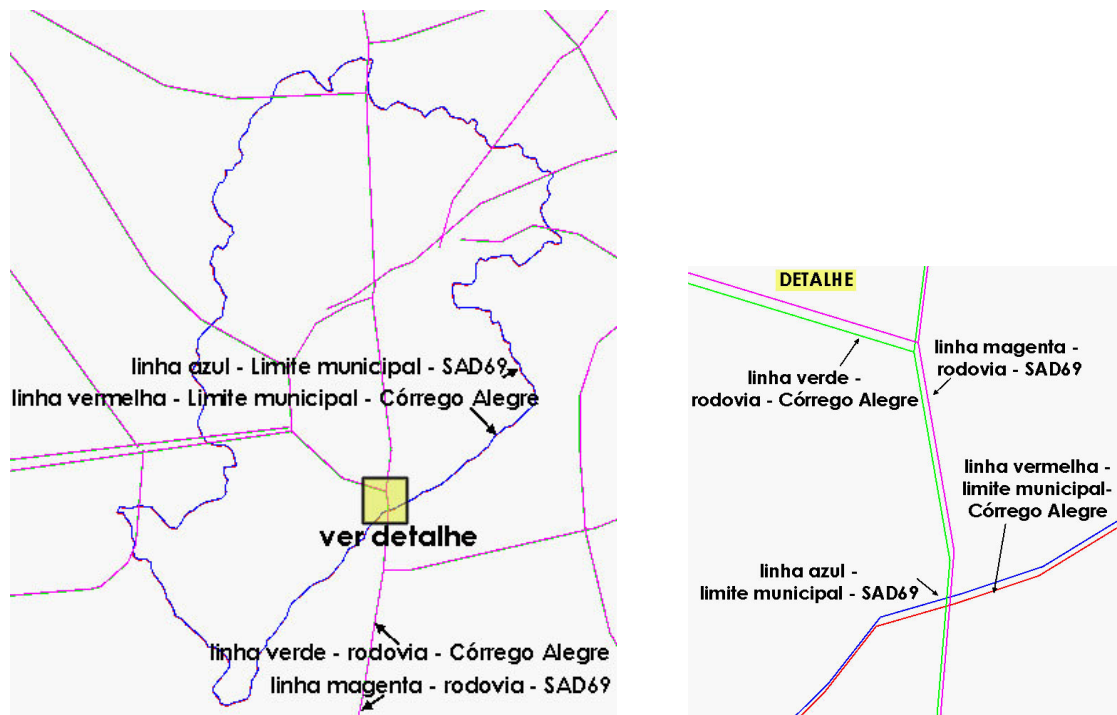 linha azul - Limite municipal - SAD69
linha vermelha - Limite municipal - Córrego Alegre
ver detalhe
linha verde - rodovia - Córrego Alegre
linha magenta - rodovia - SAD69
DETALHE
linha magenta -
rodovia - SAD69
linha verde -
rodovia - Córrego Alegre
linha vermelha -
limite municipal-
Córrego Alegre
linha azul -
limite municipal - SAD69